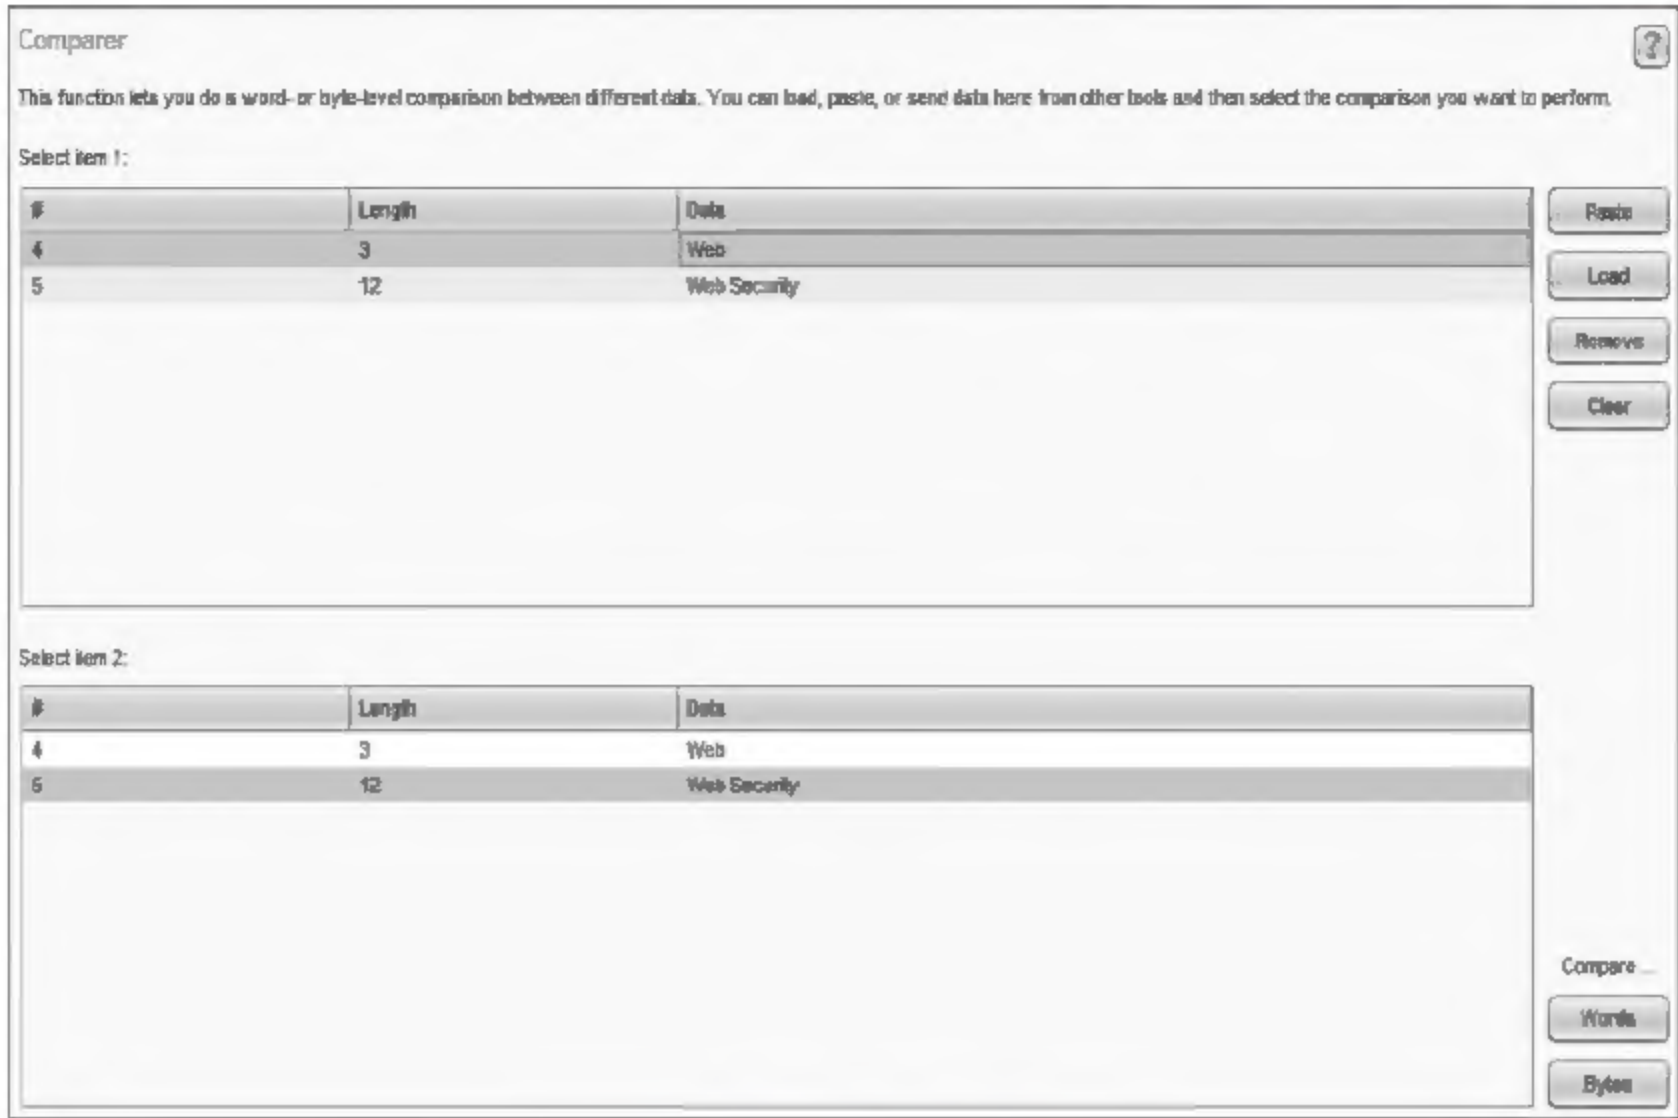 Comparer
?
This function lets you do a word- or byte-level comparison between different data. You can load, paste, or send data here from other tools and then select the comparison you want to perform.
Select item 1:
# Length Data
4 3 Web
5 12 Web Security
Paste
Load
Remove
Clear
Select item 2:
# Length Data
4 3 Web
5 12 Web Security
Compare ...
Words
Bytes